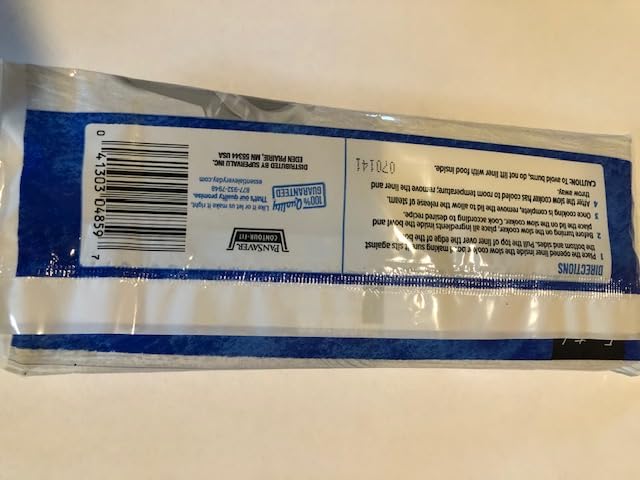 DIRECTIONS
1 Place the opened liner inside the slow cooker bowl making sure it sits against
the bottom and sides. Pull the top of liner over the edge of the bowl.
2 Before turning on the slow cooker, place all ingredients inside the bowl and
place the lid on the slow cooker. Cook according to desired recipe.
3 Cooking complete, remove the lid to allow the release of steam.
4 After the slow cooker has cooled to room temperature; remove the liner and
throw away.
CAUTION: To avoid burns, do not lift liner with food inside.
070141
PANSAVER
CONTOUR-FIT
100% Quality
GUARANTEED
Like it or let us make it right.
That's our quality promise.
877-932-7948
essentialeveryday.com
DISTRIBUTED BY SUPERVALU INC.
EDEN PRAIRIE, MN 55344 USA
0 41303 04859 7